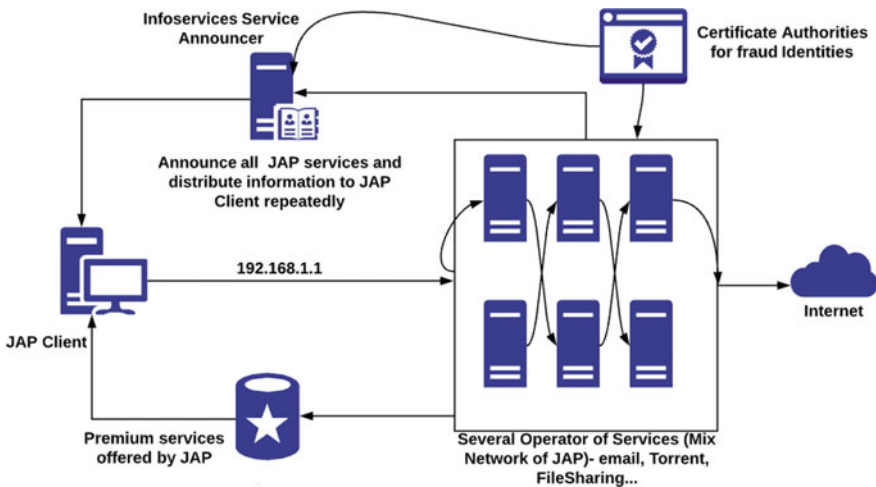 Infoservices Service
Announcer
Certificate Authorities
for fraud Identities
Announce all JAP services and
distribute information to JAP
Client repeatedly
192.168.1.1
JAP Client
Internet
Premium services
offered by JAP
Several Operator of Services (Mix
Network of JAP)- email, Torrent,
FileSharing...